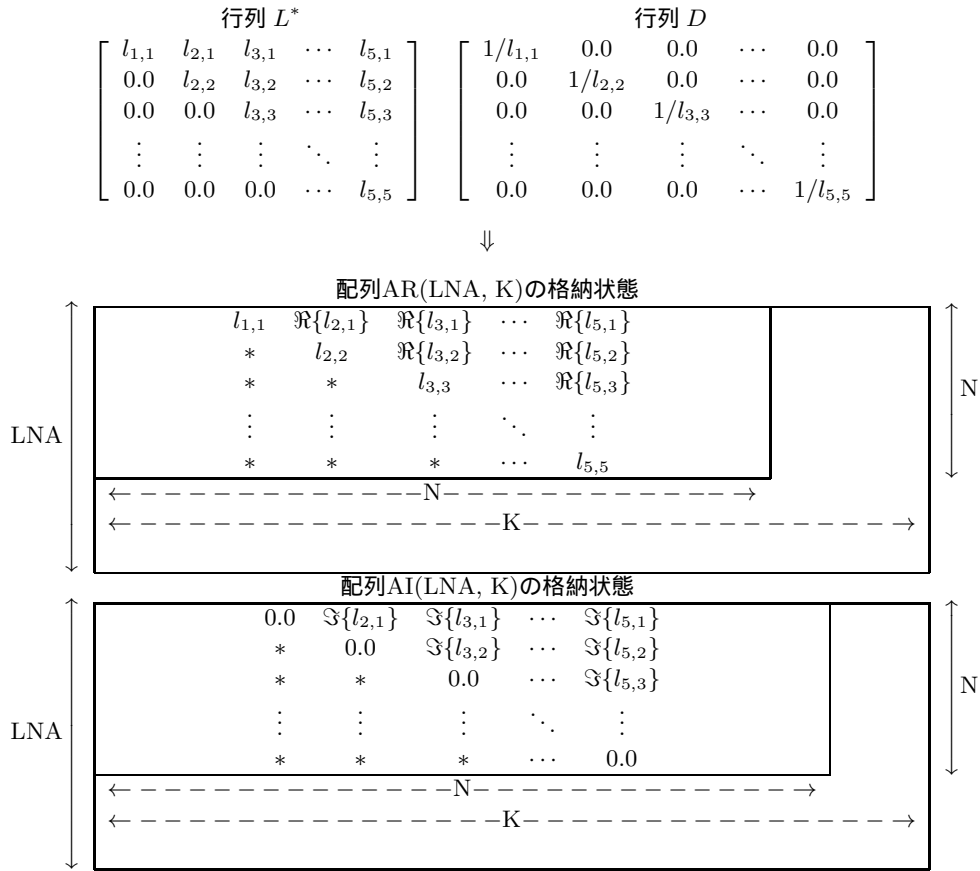 行列 L* 行列 D
l1,1 l2,1 l3,1 ⋯ l5,1 1/l1,1 0.0 0.0 ⋯ 0.0
0.0 l2,2 l3,2 ⋯ l5,2 0.0 1/l2,2 0.0 ⋯ 0.0
0.0 0.0 l3,3 ⋯ l5,3 0.0 0.0 1/l3,3 ⋯ 0.0
⋮ ⋮ ⋮ ⋱ ⋮ ⋮ ⋮ ⋮ ⋱ ⋮
0.0 0.0 0.0 ⋯ l5,5 0.0 0.0 0.0 ⋯ 1/l5,5
⇓
配列AR(LNA, K)の格納状態
l1,1 ℜ{l2,1} ℜ{l3,1} ⋯ ℜ{l5,1}
* l2,2 ℜ{l3,2} ⋯ ℜ{l5,2}
* * l3,3 ⋯ ℜ{l5,3}
N
⋮ ⋮ ⋮ ⋱ ⋮
LNA
* * * ⋯ l5,5
N
K
配列AI(LNA, K)の格納状態
0.0 ℑ{l2,1} ℑ{l3,1} ⋯ ℑ{l5,1}
* 0.0 ℑ{l3,2} ⋯ ℑ{l5,2}
* * 0.0 ⋯ ℑ{l5,3}
N
⋮ ⋮ ⋮ ⋱ ⋮
LNA
* * * ⋯ 0.0
N
K